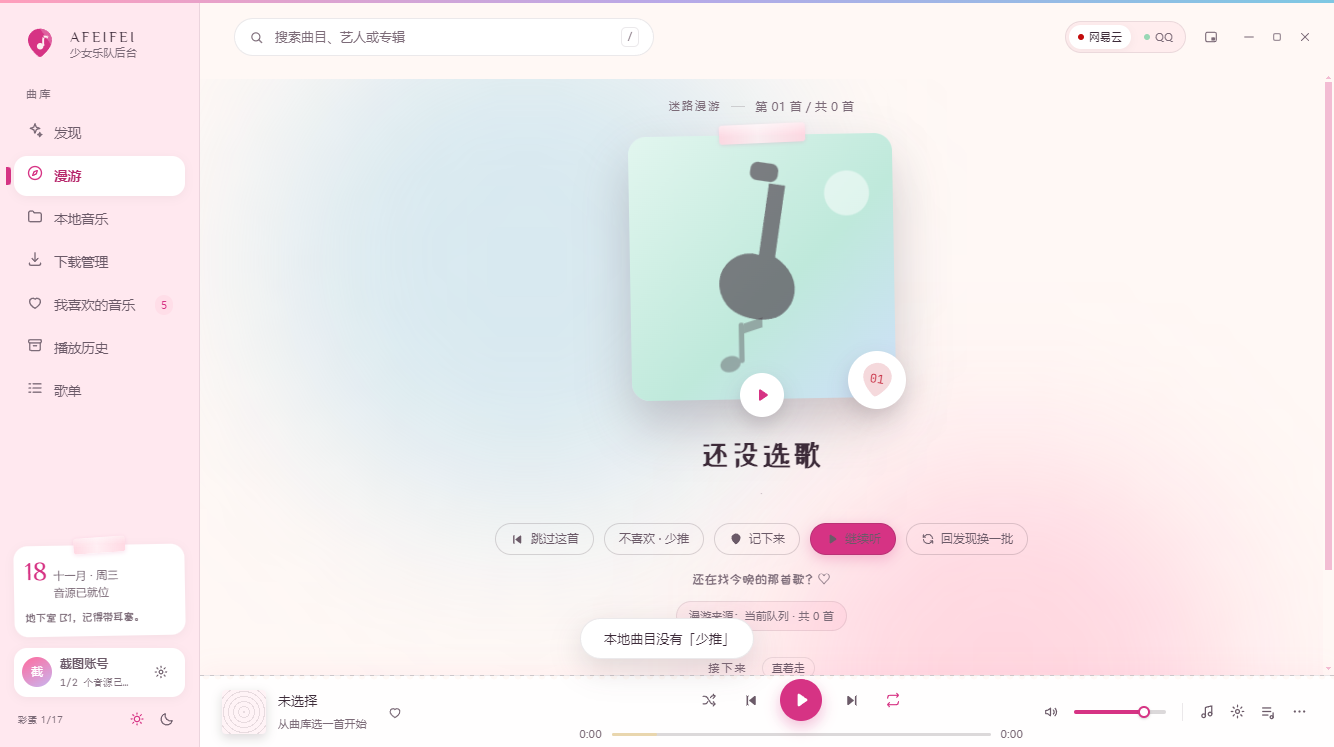 AFEIFEI
少女乐队后台
搜索曲目、艺人或专辑
/
网易云
QQ
曲库
发现
漫游
本地音乐
下载管理
我喜欢的音乐
5
播放历史
歌单
迷路漫游 — 第 01 首 / 共 0 首
01
还没选歌
跳过这首
不喜欢 · 少推
记下来
回发现换一批
还在找今晚的那首歌？♡
漫游来源：当前队列 · 共 0 首
本地曲目没有「少推」
接下来
直着走
18
十一月 · 周三
音源已就位
地下室 B1，记得带耳塞。
截
截图账号
1/2 个音源已…
彩蛋 1/17
未选择
从曲库选一首开始
0:00
0:00